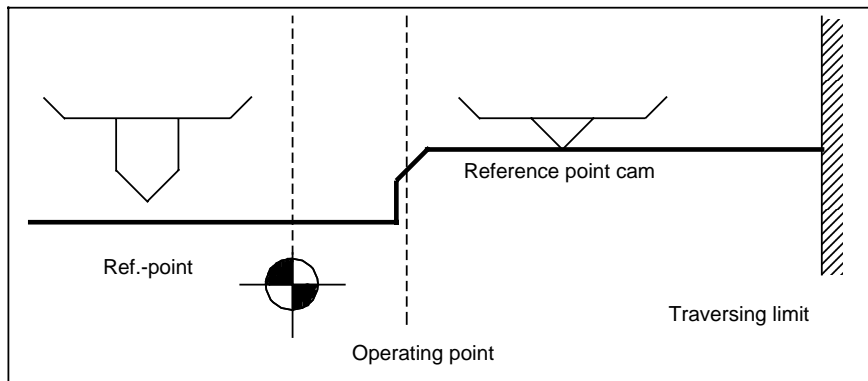 Reference point cam
Ref.-point
Traversing limit
Operating point